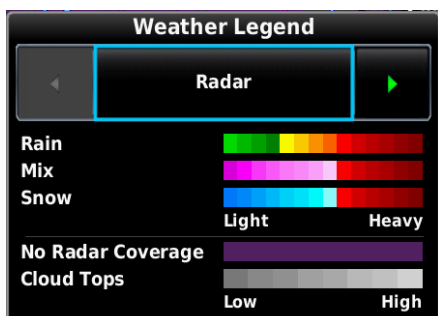 Weather Legend
Radar
Rain
Mix
Snow
Light Heavy
No Radar Coverage
Cloud Tops
Low High